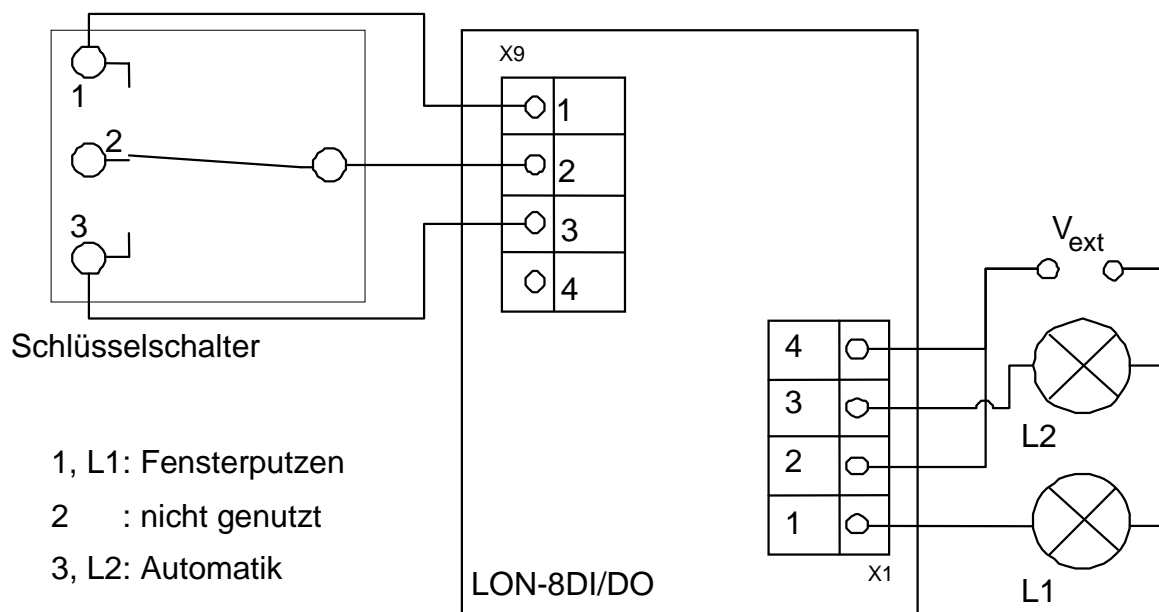 X9
1
2
3
1
2
3
4
Schlüsselschalter
V ext
4
3
2
1
L2
L1
X1
1, L1: Fensterputzen
2 : nicht genutzt
3, L2: Automatik
LON-8DI/DO